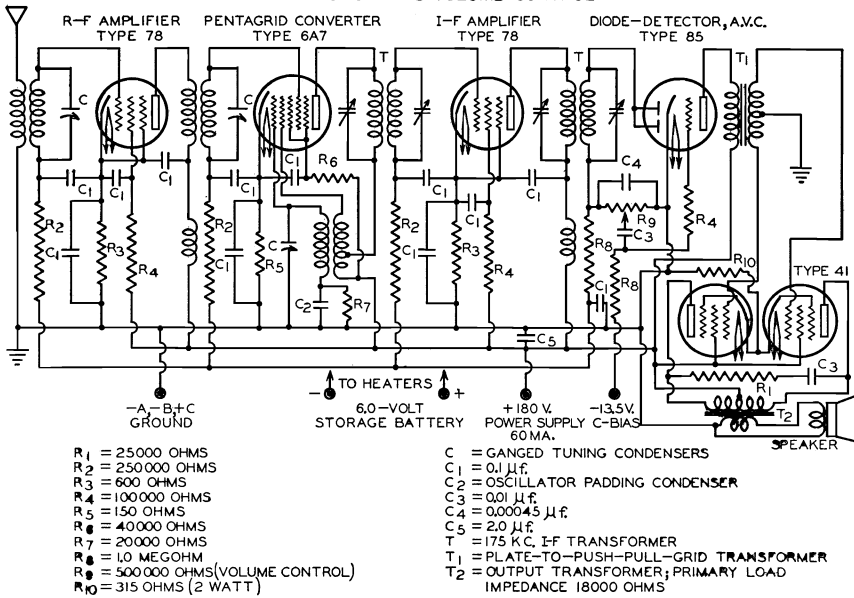 R-F AMPLIFIER
TYPE 78
PENTAGRID CONVERTER
TYPE 6A7
I-F AMPLIFIER
TYPE 78
DIODE-DETECTOR, A.V.C.
TYPE 85
T
T
T1
C
C
C4
C1
C1
C1
C1
C1
R6
C1
C1
R9
R4
C3
R2
R3
R4
C1
R2
C1
R5
C
C1
R2
C1
R3
R4
R8
R8
R10
TYPE 41
C2
R7
C1
C5
C3
R1
TO HEATERS
-
+
T2
SPEAKER
-A,-B,+C
GROUND
6.0-VOLT
STORAGE BATTERY
+180 V.
POWER SUPPLY
60 MA.
-13.5V.
C-BIAS
R1 = 25000 OHMS
R2 = 250000 OHMS
R3 = 600 OHMS
R4 = 100000 OHMS
R5 = 150 OHMS
R6 = 40000 OHMS
R7 = 20000 OHMS
R8 = 1.0 MEGOHM
R9 = 500000 OHMS (VOLUME CONTROL)
R10 = 315 OHMS (2 WATT)
C = GANGED TUNING CONDENSERS
C1 = 0.1 μf.
C2 = OSCILLATOR PADDING CONDENSER
C3 = 0.01 μf.
C4 = 0.00045 μf.
C5 = 2.0 μf.
T = 175 KC. I-F TRANSFORMER
T1 = PLATE-TO-PUSH-PULL-GRID TRANSFORMER
T2 = OUTPUT TRANSFORMER; PRIMARY LOAD
IMPEDANCE 18000 OHMS